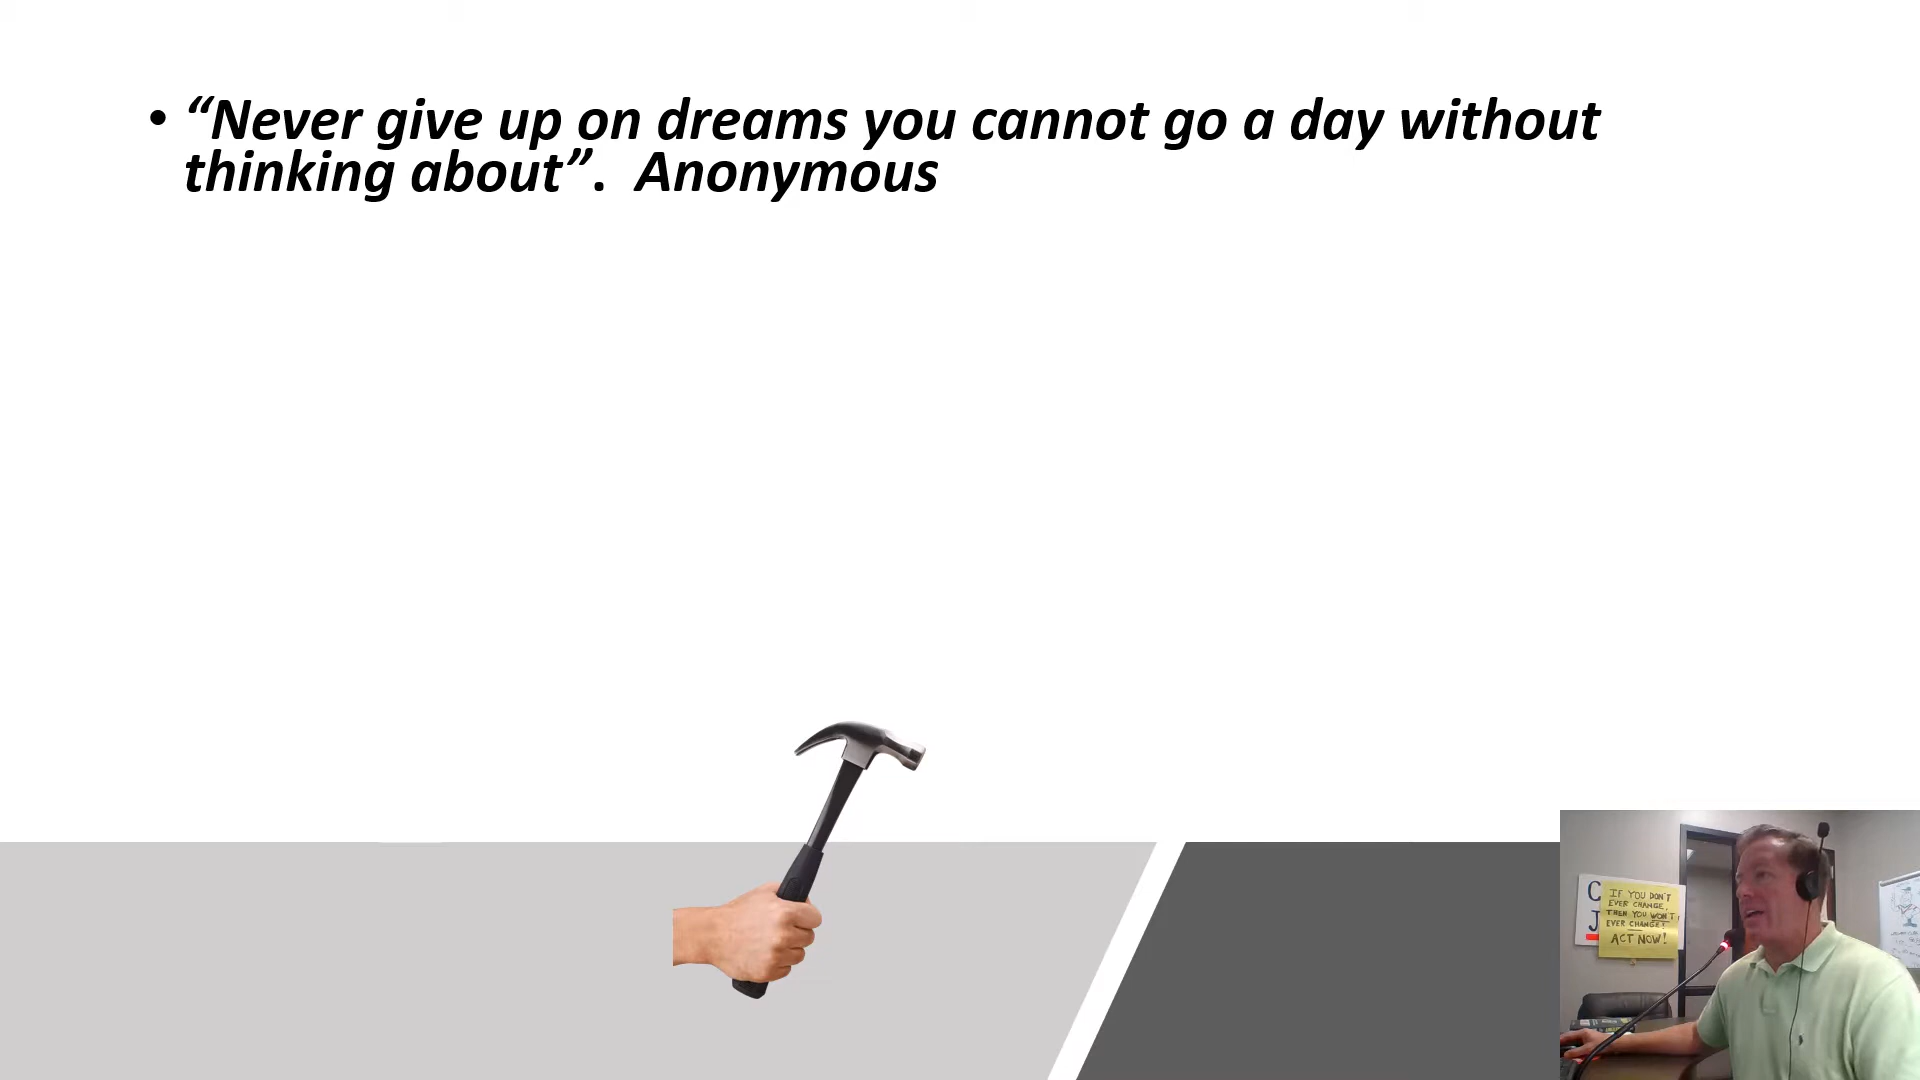 • “Never give up on dreams you cannot go a day without
thinking about”.  Anonymous
C
J
IF YOU DON'T
EVER CHANGE,
THEN YOU WON'T
EVER CHANGE!
ACT NOW!